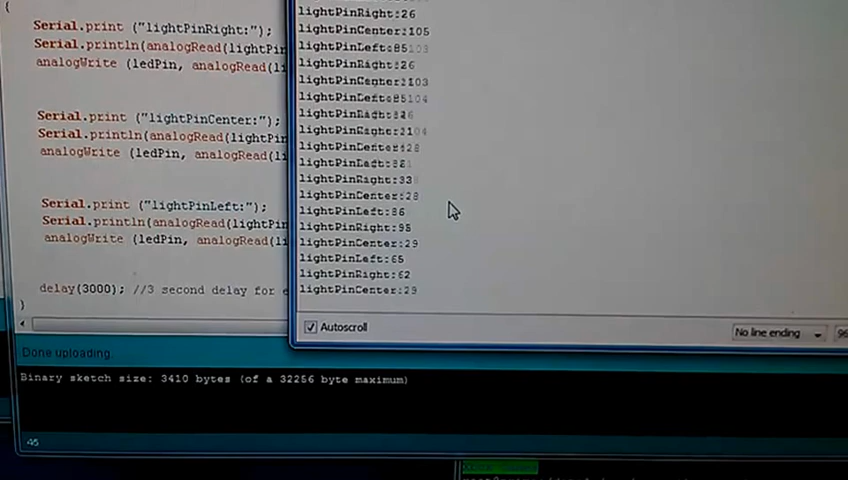 {
Serial.print ("lightPinRight:");
Serial.println(analogRead(lightPin
analogWrite (ledPin, analogRead(li
Serial.print ("lightPinCenter:");
Serial.println(analogRead(lightPi
analogWrite (ledPin, analogRead(li
Serial.print ("lightPinLeft:");
Serial.println(analogRead(lightPin
analogWrite (ledPin, analogRead(li
delay(3000); //3 second delay for
Done uploading.
Binary sketch size: 3410 bytes (of a 32256 byte maximum)
45
lightPinRight:26
lightPinCenter:105
lightPinRight:26
lightPinRight:33
lightPinCenter:28
lightPinLeft:86
lightPinRight:95
lightPinCenter:29
lightPinLeft:65
lightPinRight:62
lightPinCenter:29
Autoscroll
No line ending
96